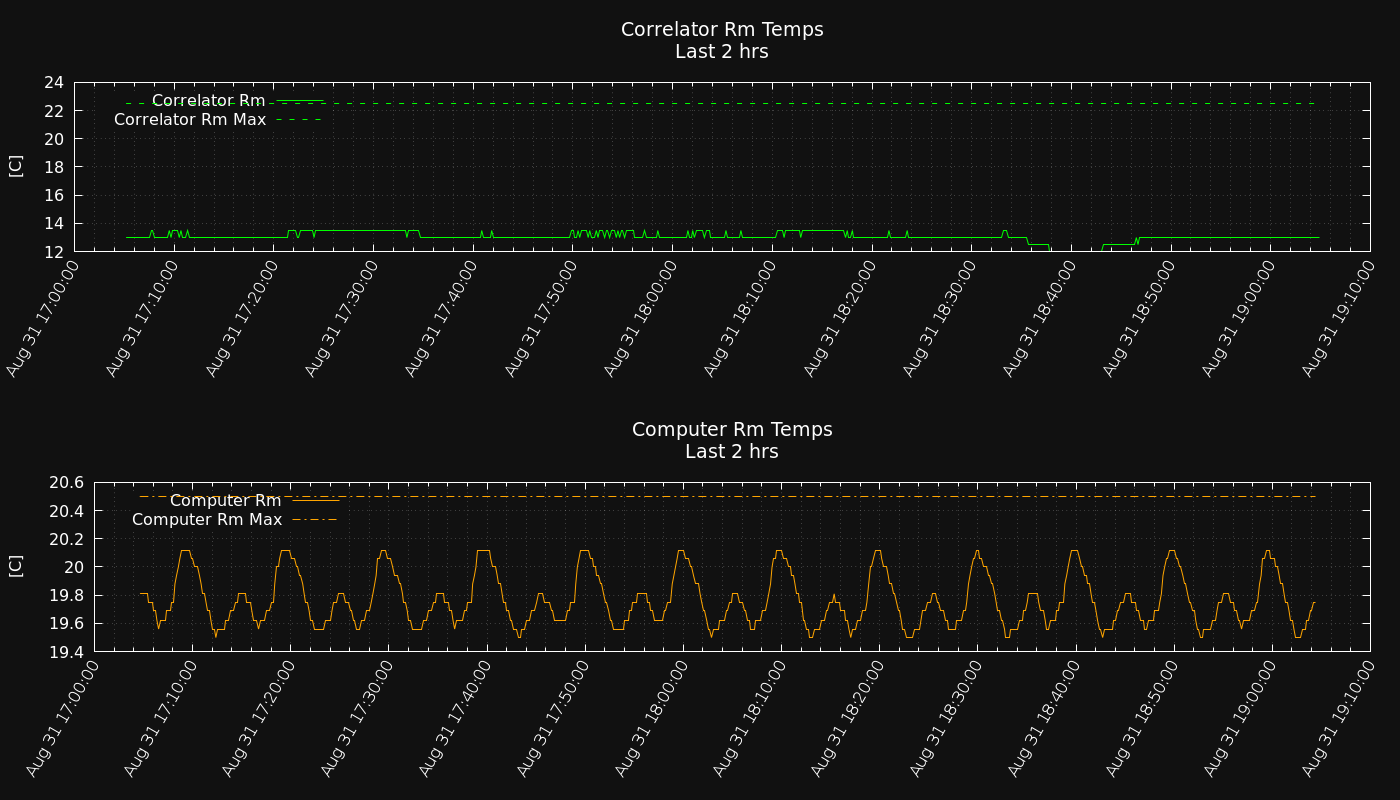 Correlator Rm Temps
Last 2 hrs
24
22
20
18
16
14
12
[C]
Correlator Rm
Correlator Rm Max
Aug 31 17:00:00
Aug 31 17:10:00
Aug 31 17:20:00
Aug 31 17:30:00
Aug 31 17:40:00
Aug 31 17:50:00
Aug 31 18:00:00
Aug 31 18:10:00
Aug 31 18:20:00
Aug 31 18:30:00
Aug 31 18:40:00
Aug 31 18:50:00
Aug 31 19:00:00
Aug 31 19:10:00
Computer Rm Temps
Last 2 hrs
20.6
20.4
20.2
20
19.8
19.6
19.4
[C]
Computer Rm
Computer Rm Max
Aug 31 17:00:00
Aug 31 17:10:00
Aug 31 17:20:00
Aug 31 17:30:00
Aug 31 17:40:00
Aug 31 17:50:00
Aug 31 18:00:00
Aug 31 18:10:00
Aug 31 18:20:00
Aug 31 18:30:00
Aug 31 18:40:00
Aug 31 18:50:00
Aug 31 19:00:00
Aug 31 19:10:00